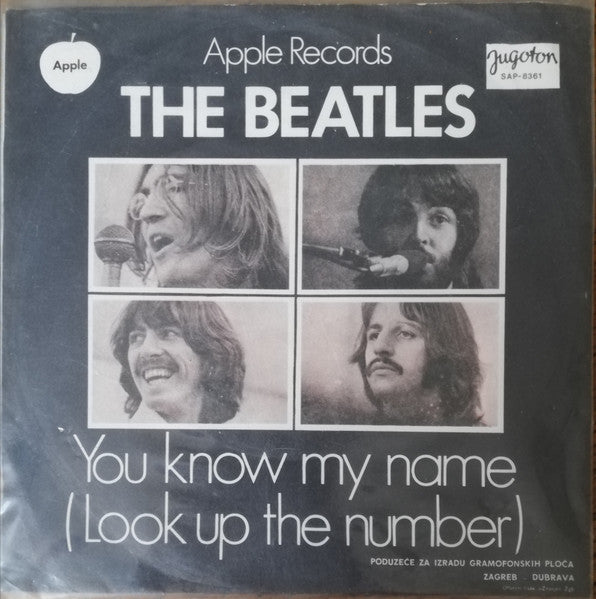 Apple
Apple Records
Jugoton
SAP-8361
THE BEATLES
You know my name
(Look up the number)
PODUZEĆE ZA IZRADU GRAMOFONSKIH PLOČA
ZAGREB - DUBRAVA